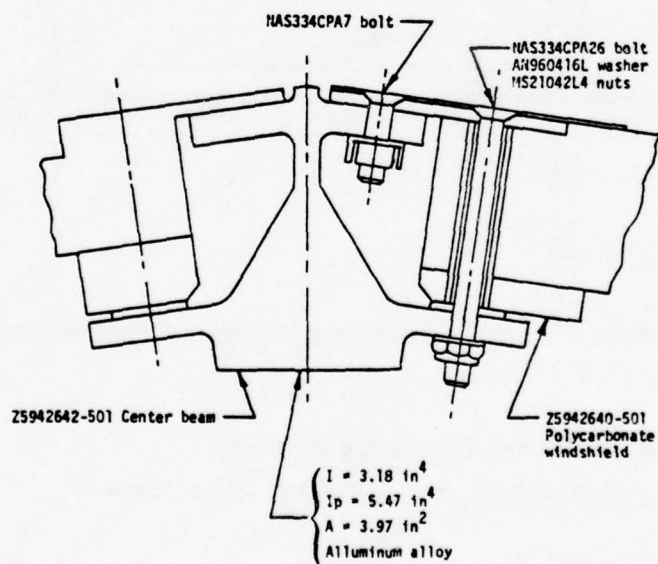 NAS334CPA7 bolt
NAS334CPA26 bolt
AN960416L washer
MS21042L4 nuts
Z5942642-501 Center beam
Z5942640-501
Polycarbonate
windshield
I = 3.18 in4
Ip = 5.47 in4
A = 3.97 in2
Alluminum alloy